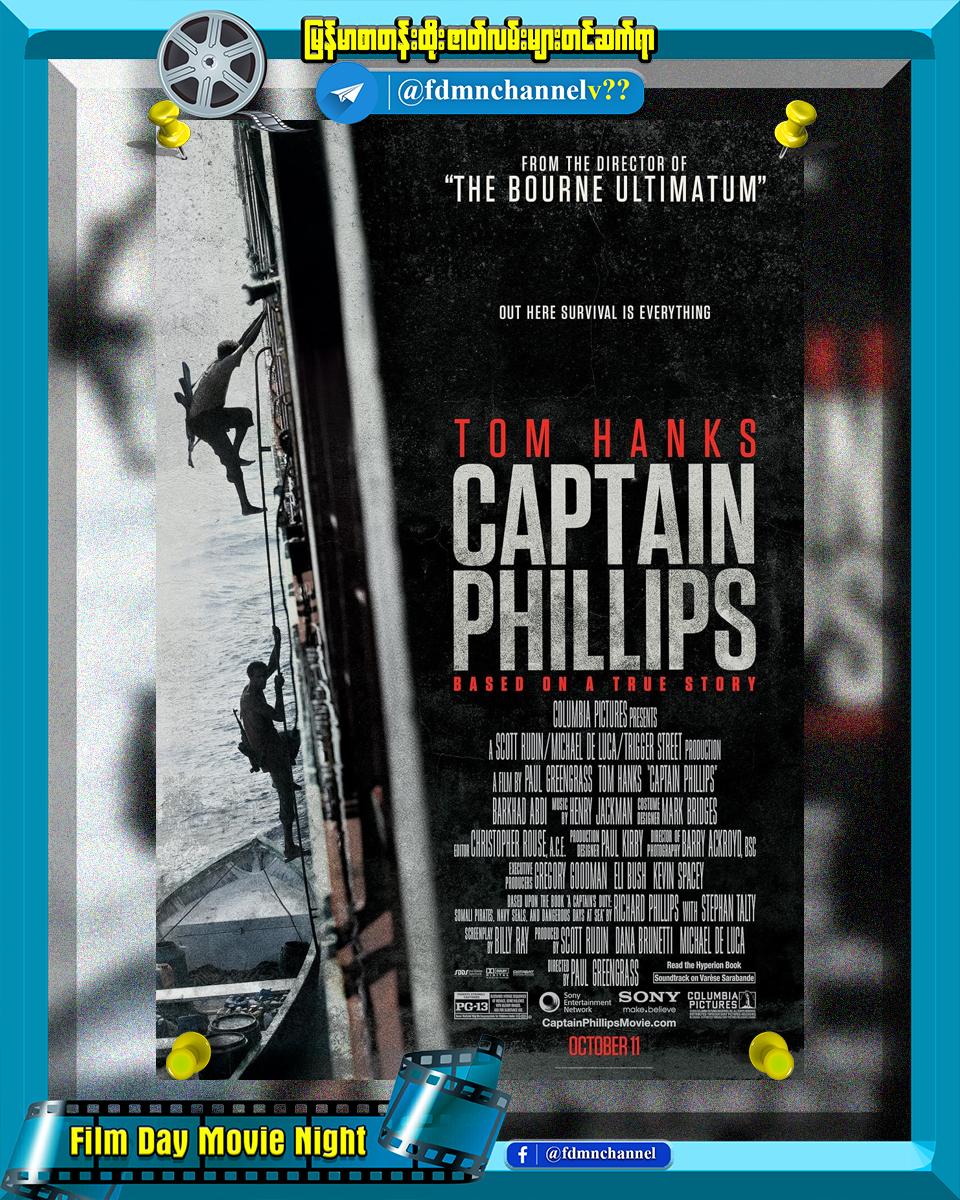 မြန်မာစာတန်းထိုးဇာတ်လမ်းများတင်ဆက်ရာ
@fdmnchannelv??
FROM THE DIRECTOR OF
“THE BOURNE ULTIMATUM”
OUT HERE SURVIVAL IS EVERYTHING
TOM HANKS
CAPTAIN
PHILLIPS
BASED ON A TRUE STORY
COLUMBIA PICTURES PRESENTS
A SCOTT RUDIN/MICHAEL DE LUCA/TRIGGER STREET PRODUCTION
A FILM BY PAUL GREENGRASS TOM HANKS "CAPTAIN PHILLIPS"
BARKHAD ABDI MUSIC BY HENRY JACKMAN COSTUME DESIGNER MARK BRIDGES
EDITOR CHRISTOPHER ROUSE, A.C.E. PRODUCTION DESIGNER PAUL KIRBY DIRECTOR OF PHOTOGRAPHY BARRY ACKROYD, BSC
EXECUTIVE PRODUCERS GREGORY GOODMAN ELI BUSH KEVIN SPACEY
BASED UPON THE BOOK "A CAPTAIN'S DUTY: SOMALI PIRATES, NAVY SEALS, AND DANGEROUS DAYS AT SEA" BY RICHARD PHILLIPS WITH STEPHAN TALTY
SCREENPLAY BY BILLY RAY PRODUCED BY SCOTT RUDIN DANA BRUNETTI MICHAEL DE LUCA
DIRECTED BY PAUL GREENGRASS
Read the Hyperion Book
Soundtrack on Varèse Sarabande
PG-13
Sony Entertainment Network
SONY
make.believe
COLUMBIA PICTURES
CaptainPhillipsMovie.com
OCTOBER 11
Film Day Movie Night
@fdmnchannel